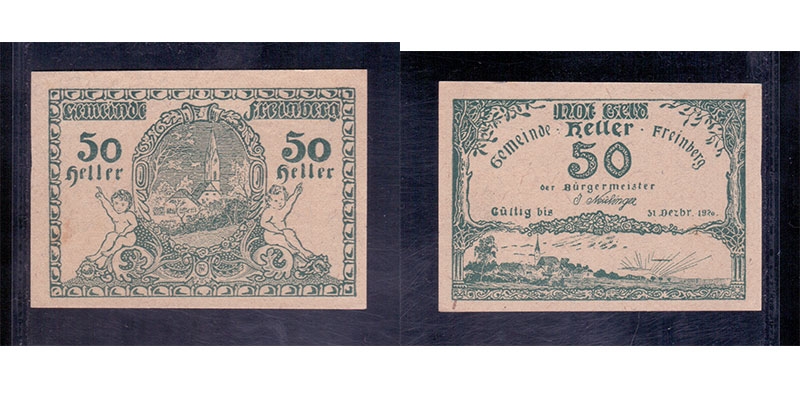 Gemeinde Freinberg
50 50
Heller Heller
Not Geld
Gemeinde · Heller · Freinberg
50
der Bürgermeister
Gültig bis 31. Dezbr. 1920.